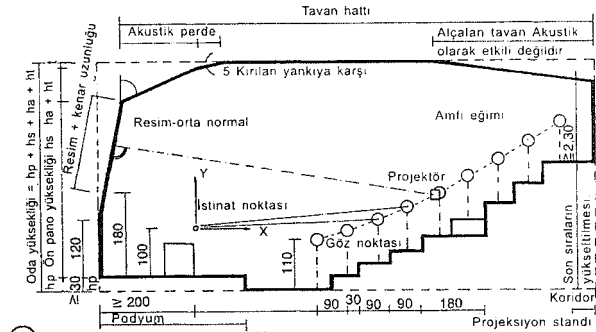 Tavan hattı
Akustik perde
Alçalan tavan Akustik
olarak etkili değildir
5 Kırılan yankıya karşı
Oda yüksekliği = hp + hs + ha + ht
hp Ön pano yüksekliği hs ha ht
Resim + kenar uzunluğu
Resim-orta normal
Amfi eğimi
Projektör
Y
İstinat noktası
X
Göz noktası
≥2,30
Son sıraların
yükseltilmesi.
180
120
100
110
≥30
hp
≥ 200
90 30 90 90 180
Koridor
Podyum
Projeksiyon standı